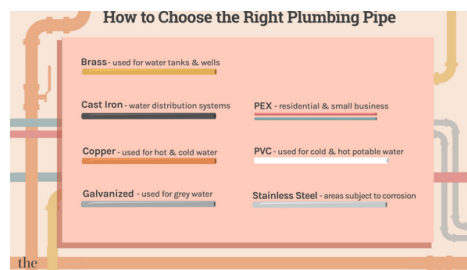 How to Choose the Right Plumbing Pipe
Brass - used for water tanks & wells
Cast Iron - water distribution systems
Copper - used for hot & cold water
Galvanized - used for grey water
PEX - residential & small business
PVC - used for cold & hot potable water
Stainless Steel - areas subject to corrosion
the